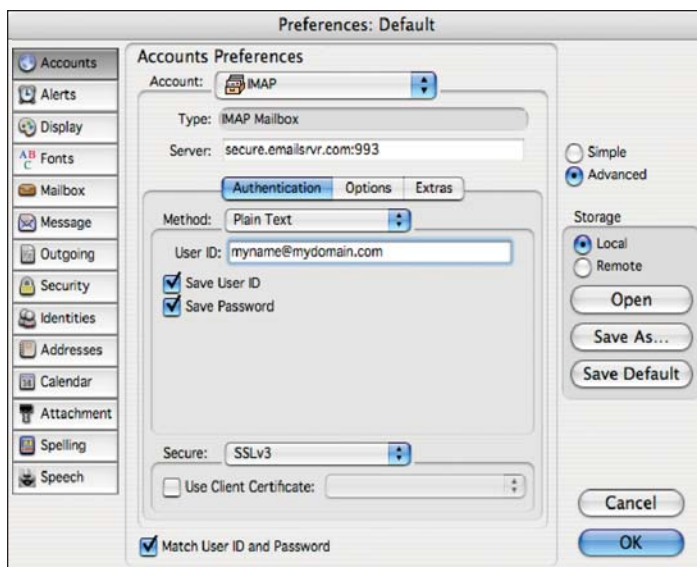 Preferences: Default
Accounts
Alerts
Display
Fonts
Mailbox
Message
Outgoing
Security
Identities
Addresses
Calendar
Attachment
Spelling
Speech
Accounts Preferences
Account: IMAP
Type: IMAP Mailbox
Server: secure.emailsrvr.com:993
Authentication Options Extras
Method: Plain Text
User ID: myname@mydomain.com
Save User ID
Save Password
Secure: SSLv3
Use Client Certificate:
Match User ID and Password
Simple
Advanced
Storage
Local
Remote
Open
Save As...
Save Default
Cancel
OK